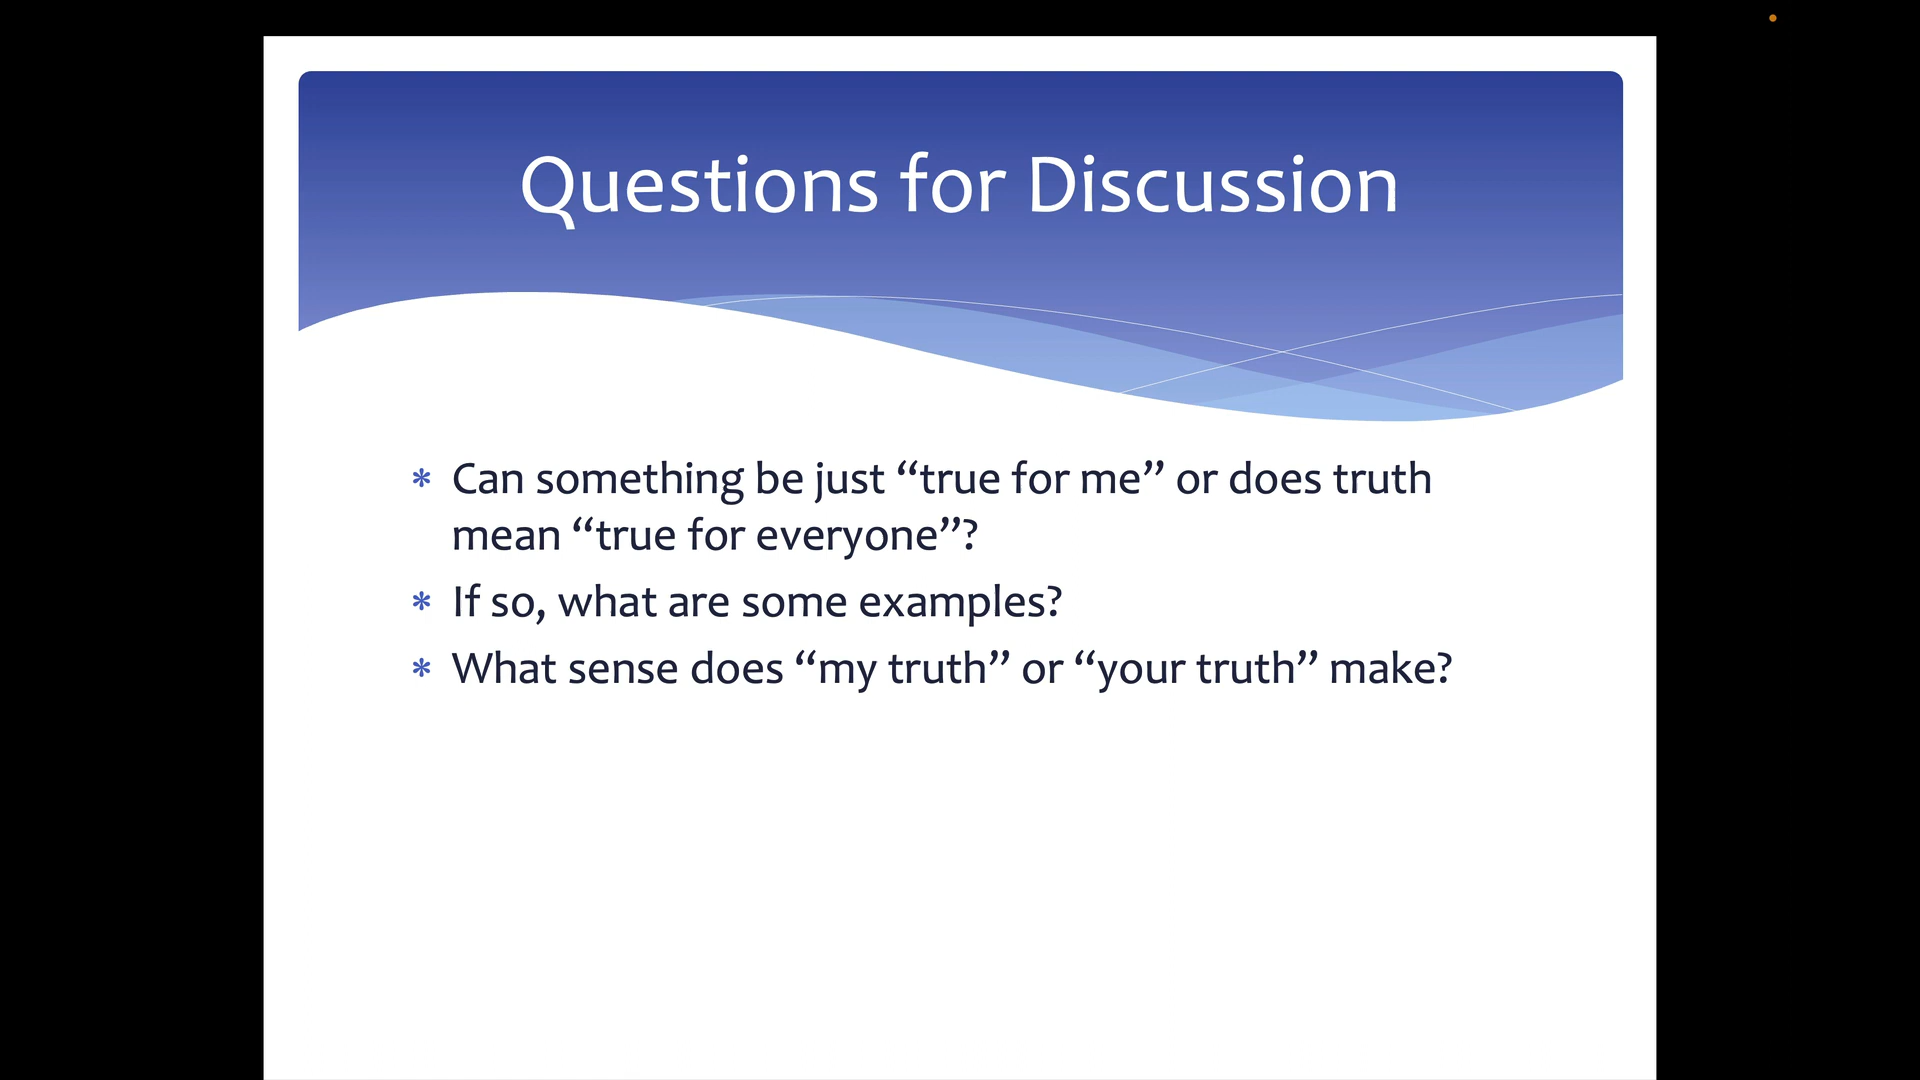 Questions for Discussion
* Can something be just “true for me” or does truth
mean “true for everyone”?
* If so, what are some examples?
* What sense does “my truth” or “your truth” make?